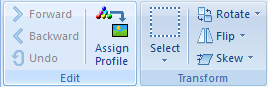 Forward
Backward
Undo
Assign
Profile
Edit
Select
Rotate
Flip
Skew
Transform